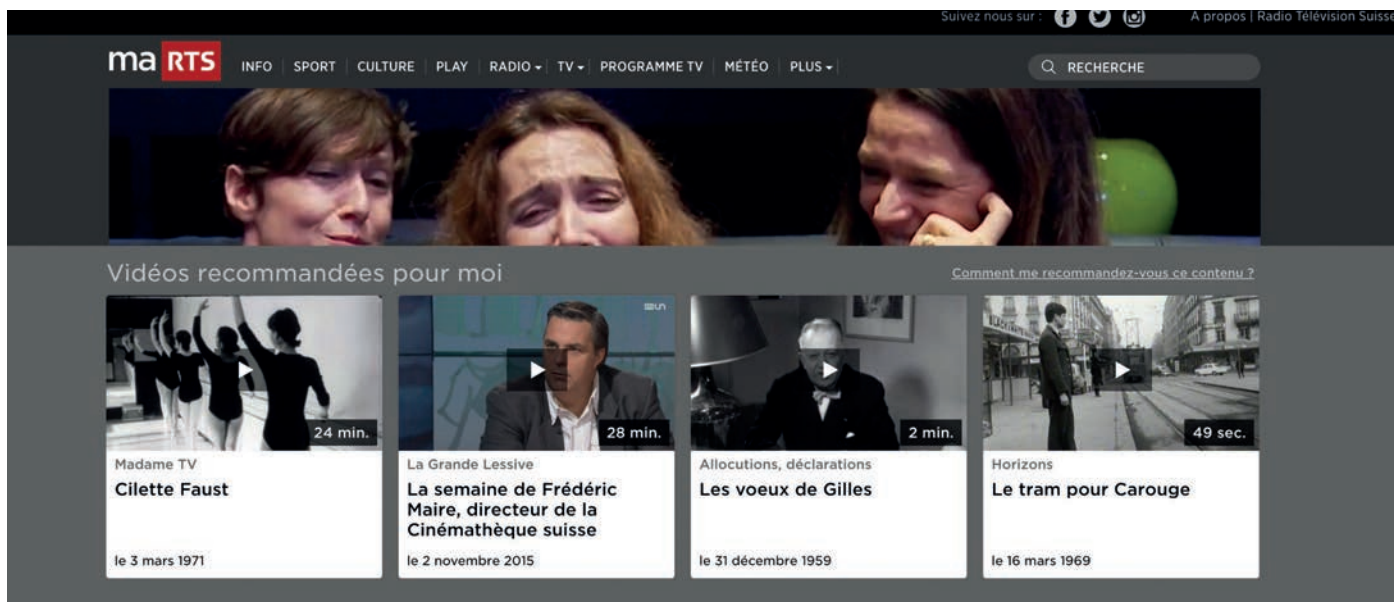 Suivez nous sur :
A propos | Radio Télévision Suisse
ma RTS
INFO | SPORT | CULTURE | PLAY | RADIO | TV | PROGRAMME TV | MÉTÉO | PLUS
RECHERCHE
Vidéos recommandées pour moi
Comment me recommandez-vous ce contenu ?
24 min.
Madame TV
Cilette Faust
le 3 mars 1971
28 min.
La Grande Lessive
La semaine de Frédéric
Maire, directeur de la
Cinémathèque suisse
le 2 novembre 2015
2 min.
Allocutions, déclarations
Les voeux de Gilles
le 31 décembre 1959
49 sec.
Horizons
Le tram pour Carouge
le 16 mars 1969